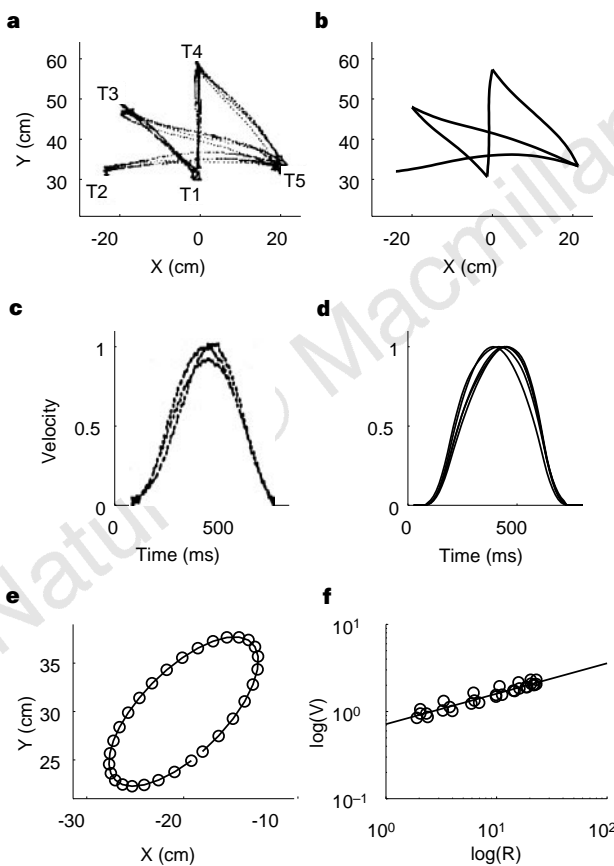 a
b
60
50
40
30
Y (cm)
T4
T3
T2
T1
T5
-20
0
20
X (cm)
60
50
40
30
-20
0
20
X (cm)
c
d
1
0.5
0
Velocity
0
500
Time (ms)
1
0.5
0
0
500
Time (ms)
e
f
35
30
25
Y (cm)
-30
-20
-10
X (cm)
10¹
10⁰
10⁻¹
log(V)
10⁰
10¹
10²
log(R)
Natur
© Macmillan